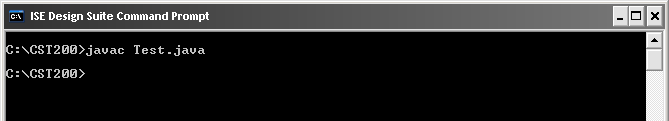 C:\ ISE Design Suite Command Prompt
C:\CST200>javac Test.java
C:\CST200>